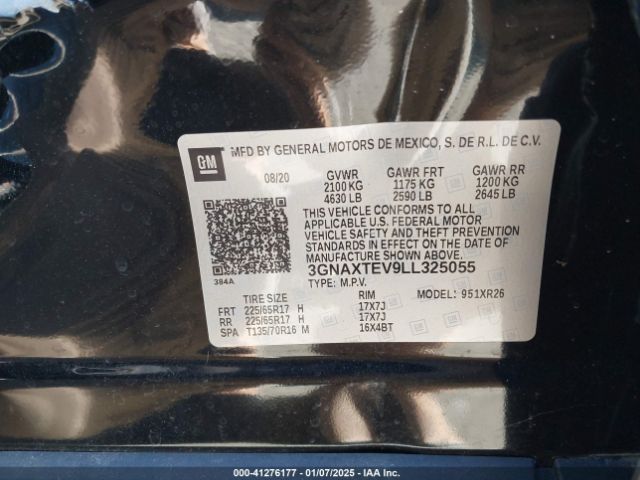 GM
MFD BY GENERAL MOTORS DE MEXICO, S. DE R.L. DE C.V.
08/20 GVWR GAWR FRT GAWR RR
2100 KG 1175 KG 1200 KG
4630 LB 2590 LB 2645 LB
THIS VEHICLE CONFORMS TO ALL
APPLICABLE U.S. FEDERAL MOTOR
VEHICLE SAFETY AND THEFT
PREVENTION STANDARDS IN
EFFECT ON THE DATE OF
MANUFACTURE SHOWN ABOVE.
3GNAXTEV9LL325055
384A
TYPE: M.P.V.
TIRE SIZE RIM MODEL: 951XR26
FRT 225/65R17 H 17X7J
RR 225/65R17 H 17X7J
SPA T135/70R16 M 16X4BT
000-41276177 - 01/07/2025 - IAA Inc.